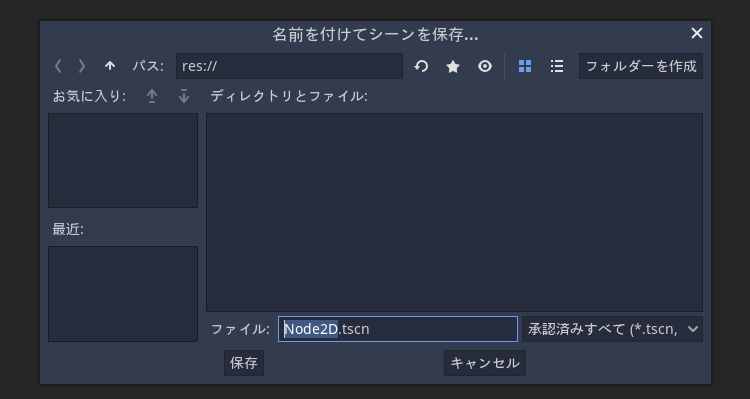 名前を付けてシーンを保存...
パス: res:// フォルダーを作成
お気に入り: ディレクトリとファイル:
最近:
ファイル: Node2D.tscn 承認済みすべて (*.tscn,
保存 キャンセル